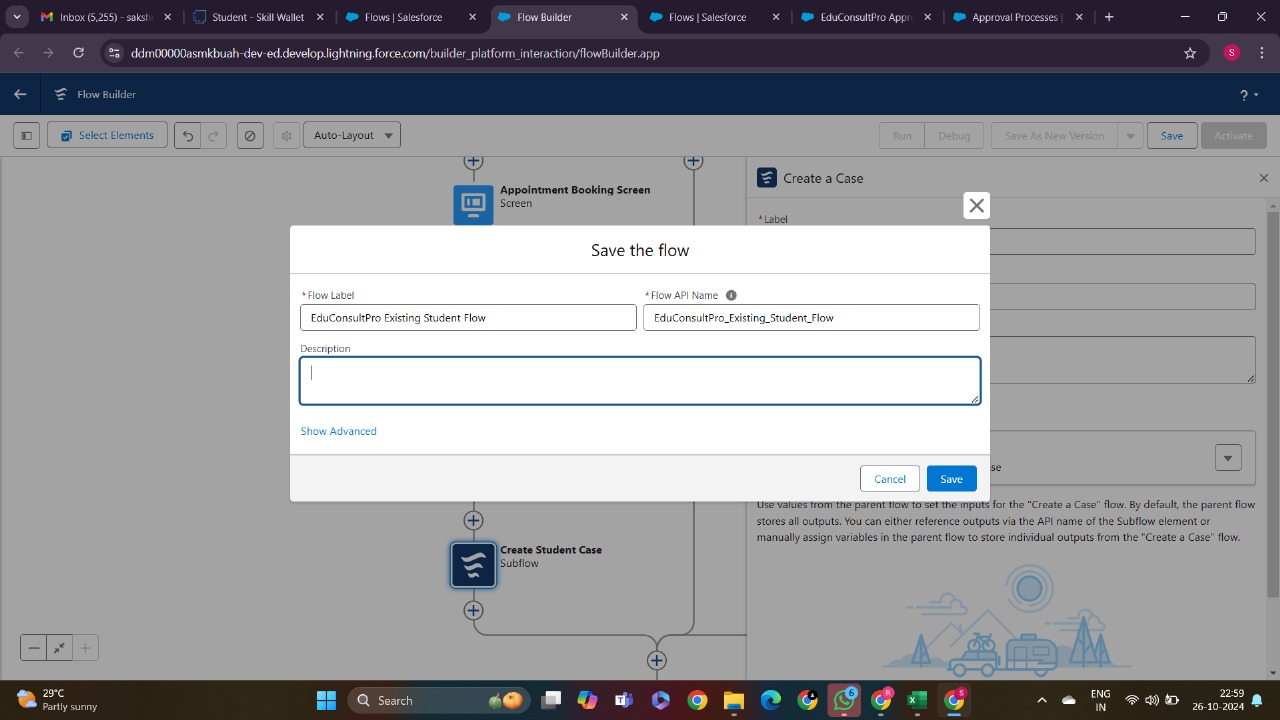 Inbox (5,255) - saksh
Student - Skill Wallet
Flows | Salesforce
Flow Builder
Flows | Salesforce
EduConsultPro Appr
Approval Processes |
ddm00000asmkbuah-dev-ed.develop.lightning.force.com/builder_platform_interaction/flowBuilder.app
S
Flow Builder
?
Select Elements
Auto-Layout
Run
Debug
Save As New Version
Save
Activate
Appointment Booking Screen
Screen
Create a Case
* Label
Save the flow
* Flow Label
EduConsultPro Existing Student Flow
* Flow API Name
EduConsultPro_Existing_Student_Flow
Description
Show Advanced
Cancel
Save
se
Use values from the parent flow to set the inputs for the "Create a Case" flow. By default, the parent flow
stores all outputs. You can either reference outputs via the API name of the Subflow element or
manually assign variables in the parent flow to store individual outputs from the "Create a Case" flow.
Create Student Case
Subflow
29°C
Partly sunny
Search
6
ENG
IN
22:59
26-10-2024